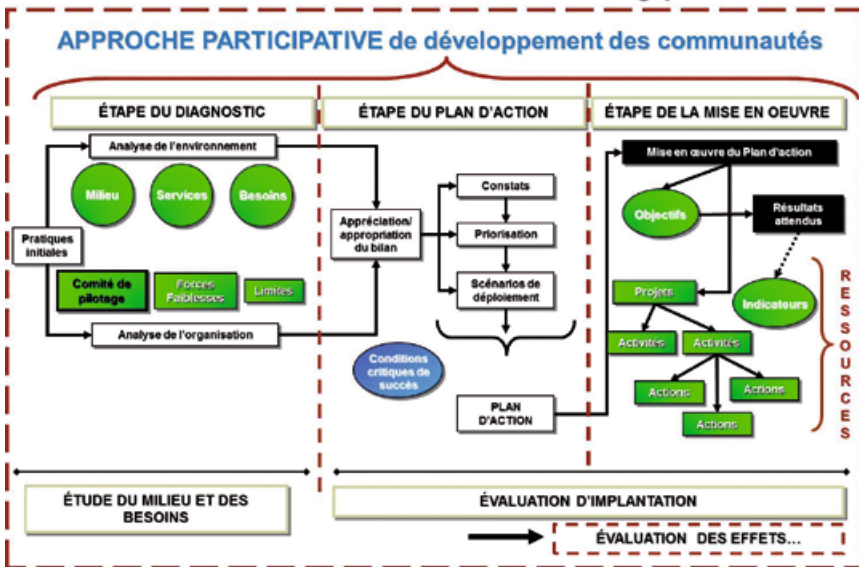 APPROCHE PARTICIPATIVE de développement des communautés
ÉTAPE DU DIAGNOSTIC
ÉTAPE DU PLAN D'ACTION
ÉTAPE DE LA MISE EN OEUVRE
Analyse de l'environnement
Milieu
Services
Besoins
Pratiques
initiales
Comité de
pilotage
Forces
Faiblesses
Limites
Analyse de l'organisation
Appréciation/
appropriation
du bilan
Constats
Priorisation
Scénarios de
déploiement
Conditions
critiques de
succès
PLAN
D'ACTION
Mise en œuvre du Plan d'action
Objectifs
Résultats
attendus
Projets
Indicateurs
Activités
Activités
Actions
Actions
Actions
RESSOURCES
ÉTUDE DU MILIEU ET DES
BESOINS
ÉVALUATION D'IMPLANTATION
ÉVALUATION DES EFFETS...